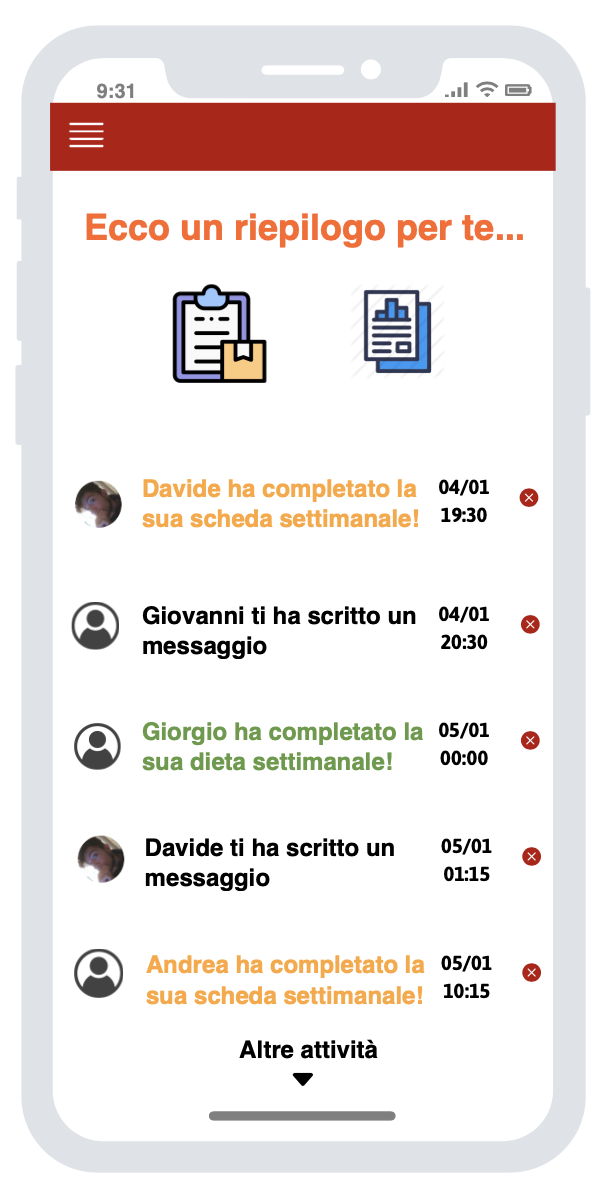 9:31
Ecco un riepilogo per te...
Davide ha completato la
sua scheda settimanale!
04/01
19:30
Giovanni ti ha scritto un
messaggio
04/01
20:30
Giorgio ha completato la
sua dieta settimanale!
05/01
00:00
Davide ti ha scritto un
messaggio
05/01
01:15
Andrea ha completato la
sua scheda settimanale!
05/01
10:15
Altre attività